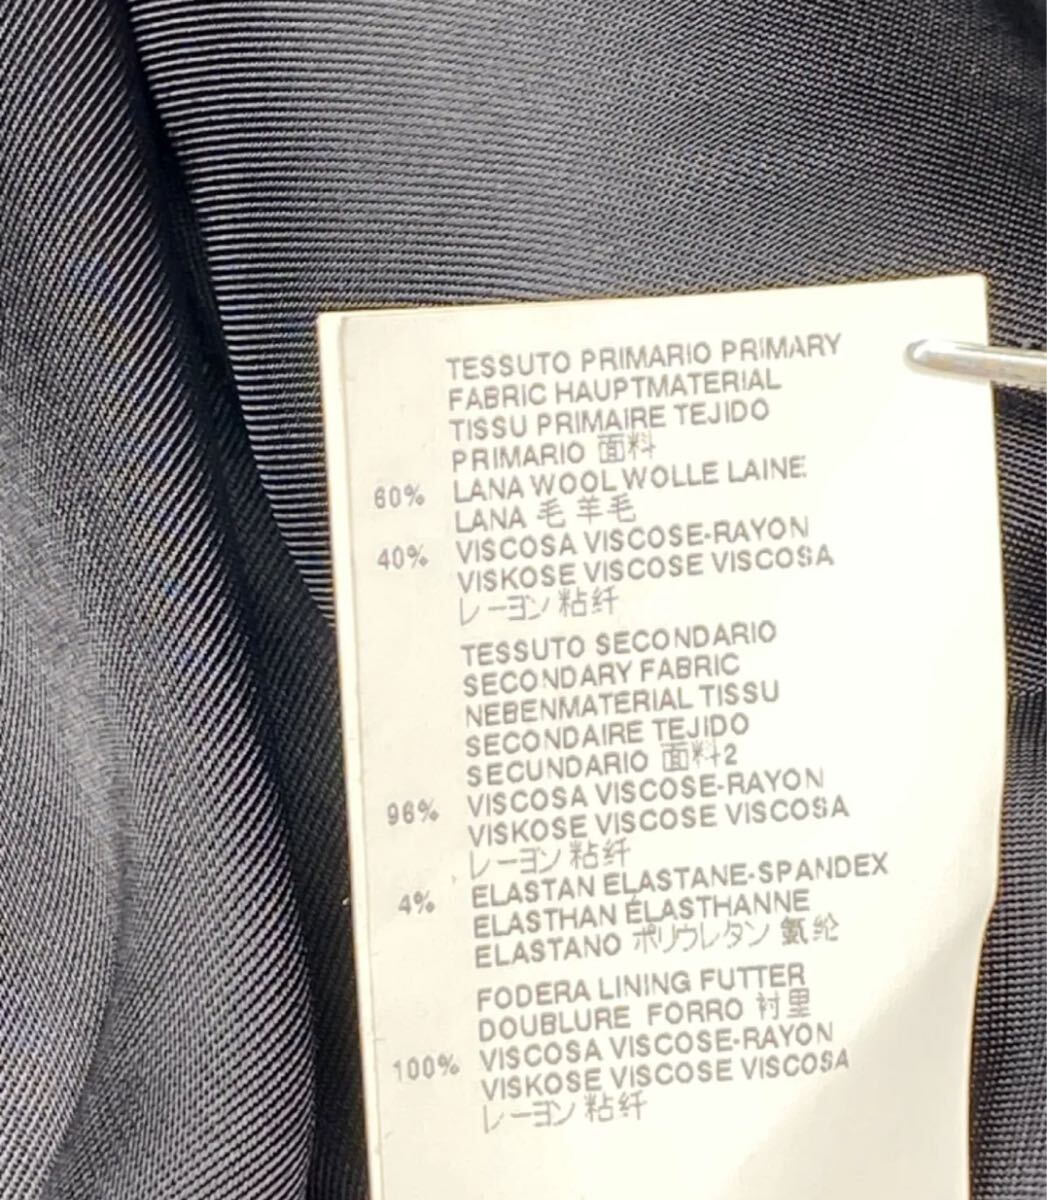 TESSUTO PRIMARIO PRIMARY
FABRIC HAUPTMATERIAL
TISSU PRIMAIRE TEJIDO
PRIMARIO 面料
60% LANA WOOL WOLLE LAINE
LANA 毛 羊毛
40% VISCOSA VISCOSE-RAYON
VISKOSE VISCOSE VISCOSA
レーヨン 粘纤
TESSUTO SECONDARIO
SECONDARY FABRIC
NEBENMATERIAL TISSU
SECONDAIRE TEJIDO
SECUNDARIO 面料2
96% VISCOSA VISCOSE-RAYON
VISKOSE VISCOSE VISCOSA
レーヨン 粘纤
4% ELASTAN ELASTANE-SPANDEX
ELASTHAN ÉLASTHANNE
ELASTANO ポリウレタン 氨纶
FODERA LINING FUTTER
DOUBLURE FORRO 衬里
100% VISCOSA VISCOSE-RAYON
VISKOSE VISCOSE VISCOSA
レーヨン 粘纤